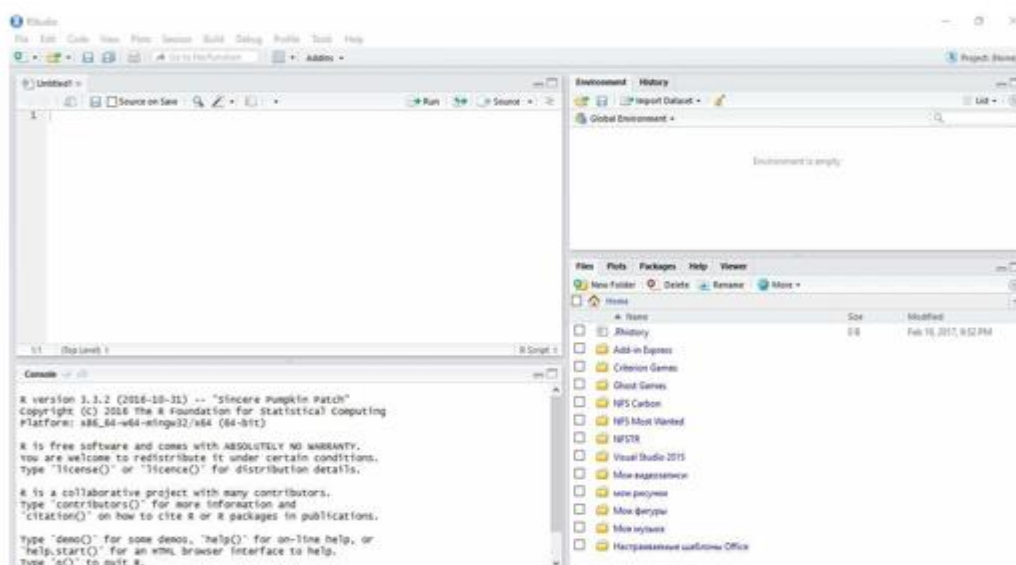 RStudio
File Edit Code View Plots Session Build Debug Profile Tools Help
Go to file/function Addins
Project: (None)
Untitled1
Source on Save Run Source
1
1:1 (Top Level) R Script
Console
R version 3.3.2 (2016-10-31) -- "Sincere Pumpkin Patch"
Copyright (C) 2016 The R Foundation for Statistical Computing
Platform: x86_64-w64-mingw32/x64 (64-bit)
R is free software and comes with ABSOLUTELY NO WARRANTY.
You are welcome to redistribute it under certain conditions.
Type 'license()' or 'licence()' for distribution details.
R is a collaborative project with many contributors.
Type 'contributors()' for more information and
'citation()' on how to cite R or R packages in publications.
Type 'demo()' for some demos, 'help()' for on-line help, or
'help.start()' for an HTML browser interface to help.
Type 'q()' to quit R.
Environment History
Import Dataset List
Global Environment
Environment is empty
Files Plots Packages Help Viewer
New Folder Delete Rename More
Home
Name Size Modified
.Rhistory 0 B Feb 19, 2017, 9:52 PM
Add-in Express
Criterion Games
Ghost Games
NFS Carbon
NFS Most Wanted
NFSTR
Visual Studio 2015
Мои видеозаписи
мои рисунки
Мои фигуры
Моя музыка
Настраиваемые шаблоны Office